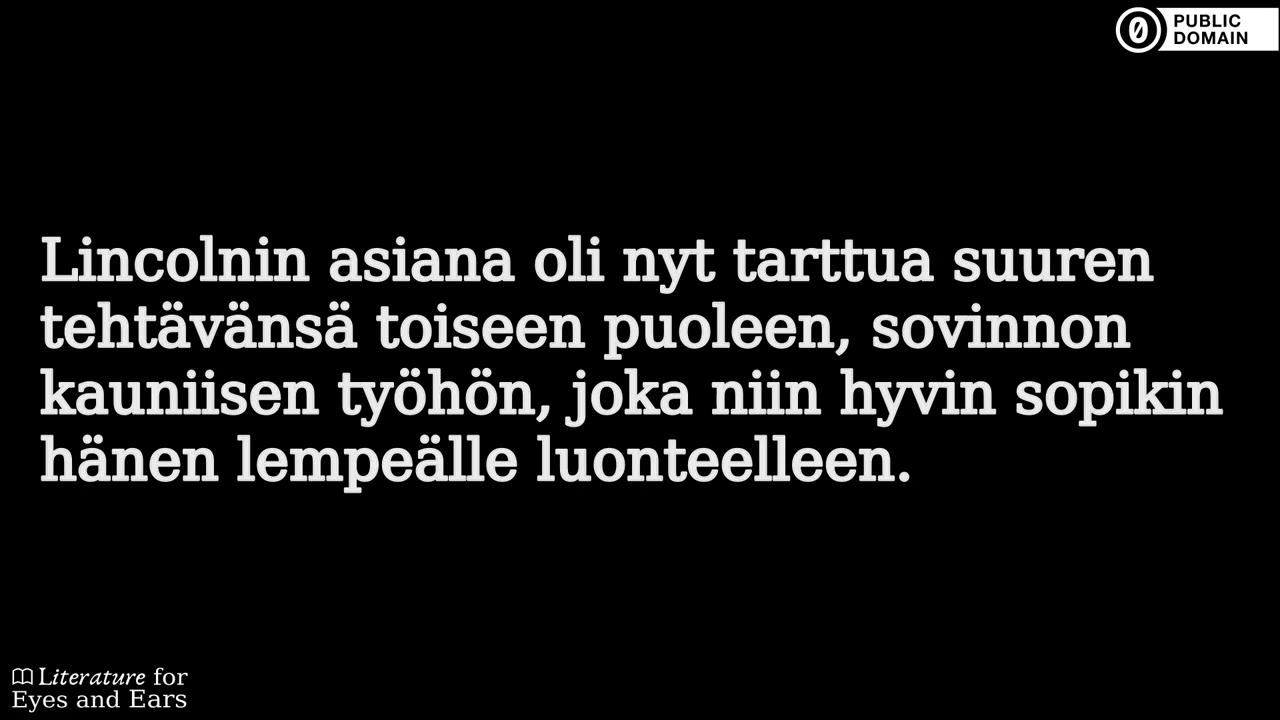 PUBLIC
DOMAIN
Lincolnin asiana oli nyt tarttua suuren
tehtävänsä toiseen puoleen, sovinnon
kauniisen työhön, joka niin hyvin sopikin
hänen lempeälle luonteelleen.
Literature for
Eyes and Ears